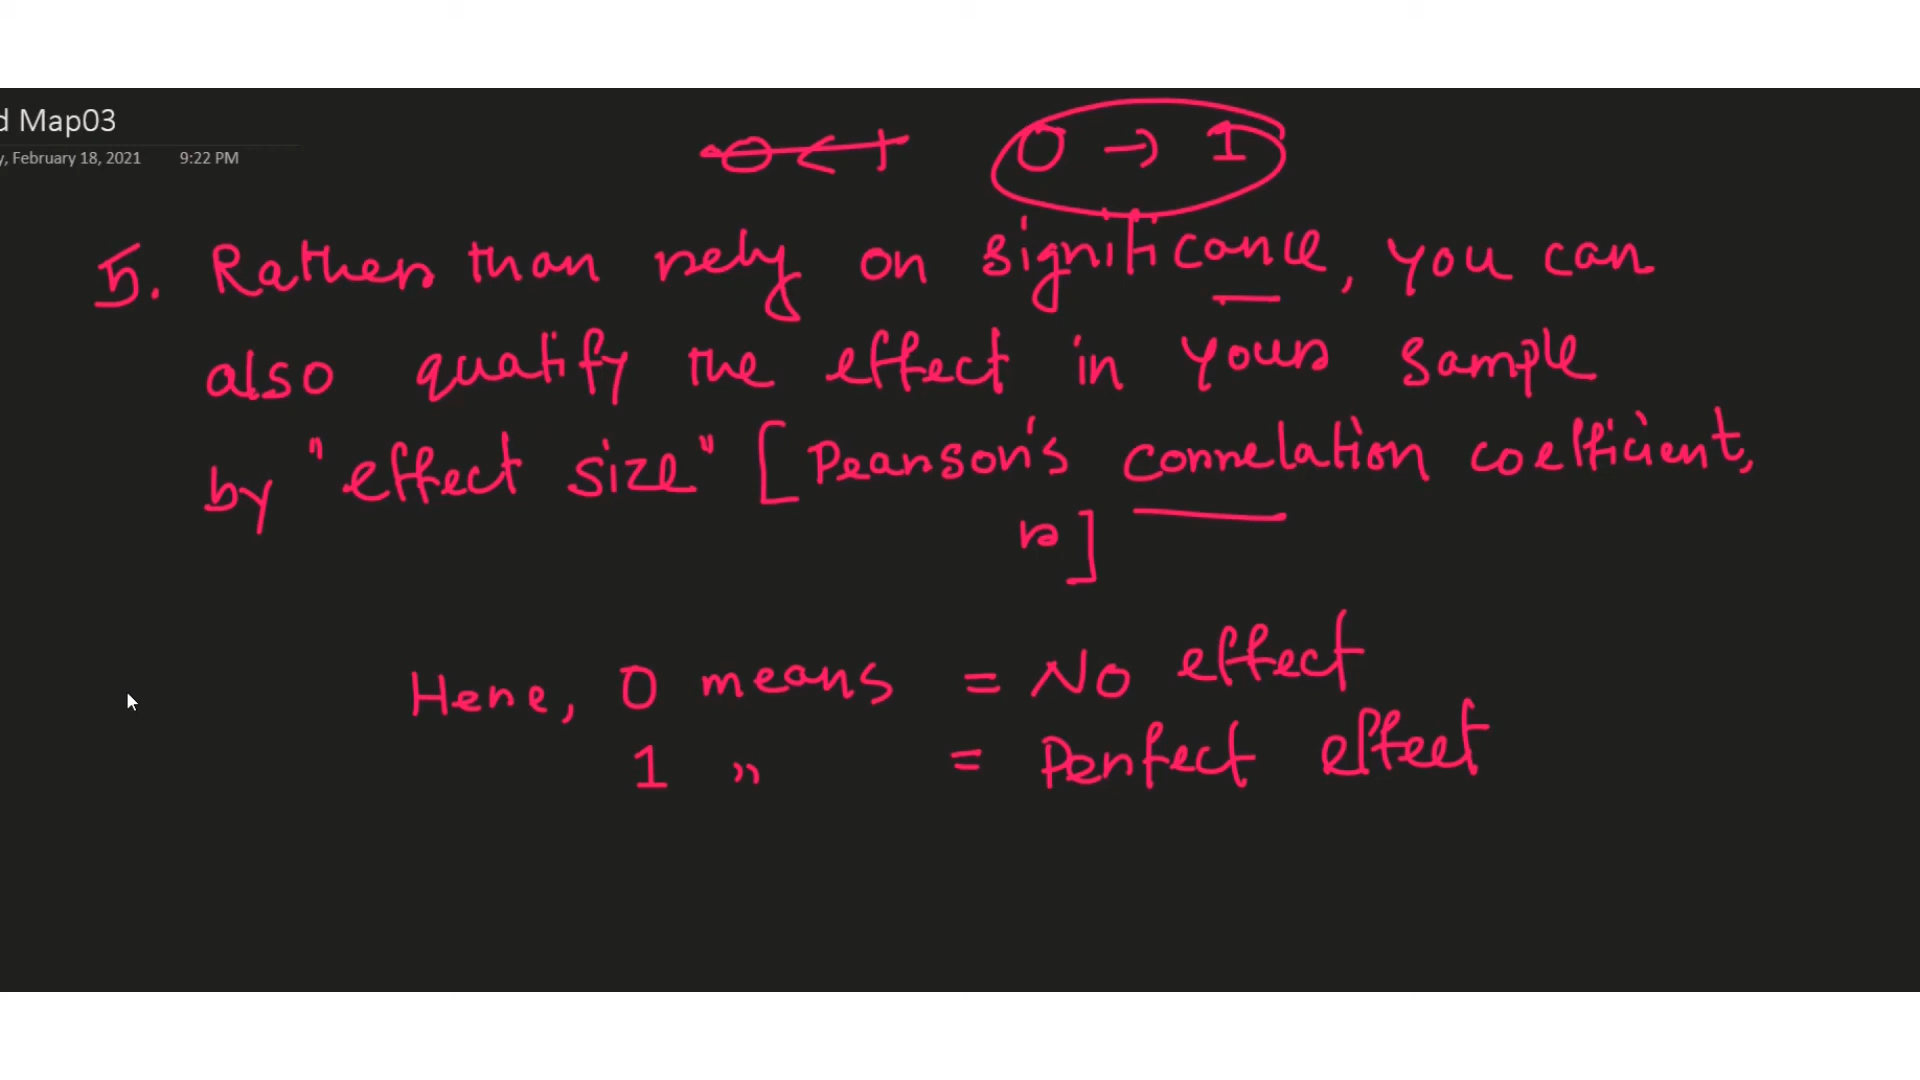 d Map03
y, February 18, 2021 9:22 PM
0 → 1
5. Rather than rely on significance, you can
also quatify the effect in your sample
by "effect size" [Pearson's correlation coefficient,
r]
Here, 0 means = No effect
1 " = Perfect effect